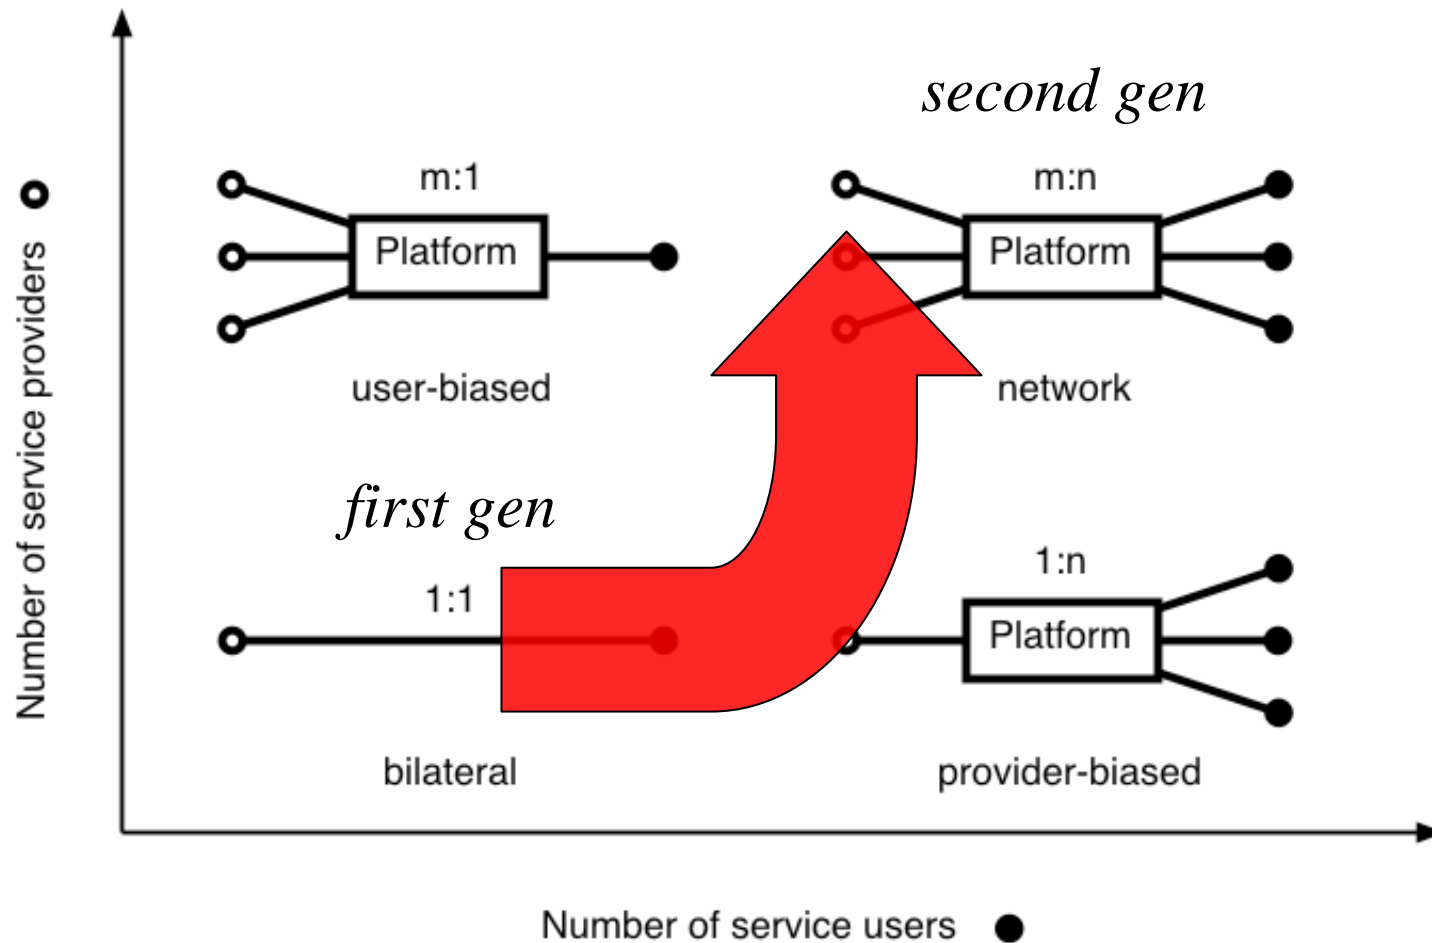 second gen
m:1
m:n
Platform
Platform
user-biased
network
first gen
1:1
1:n
Platform
bilateral
provider-biased
Number of service providers
Number of service users